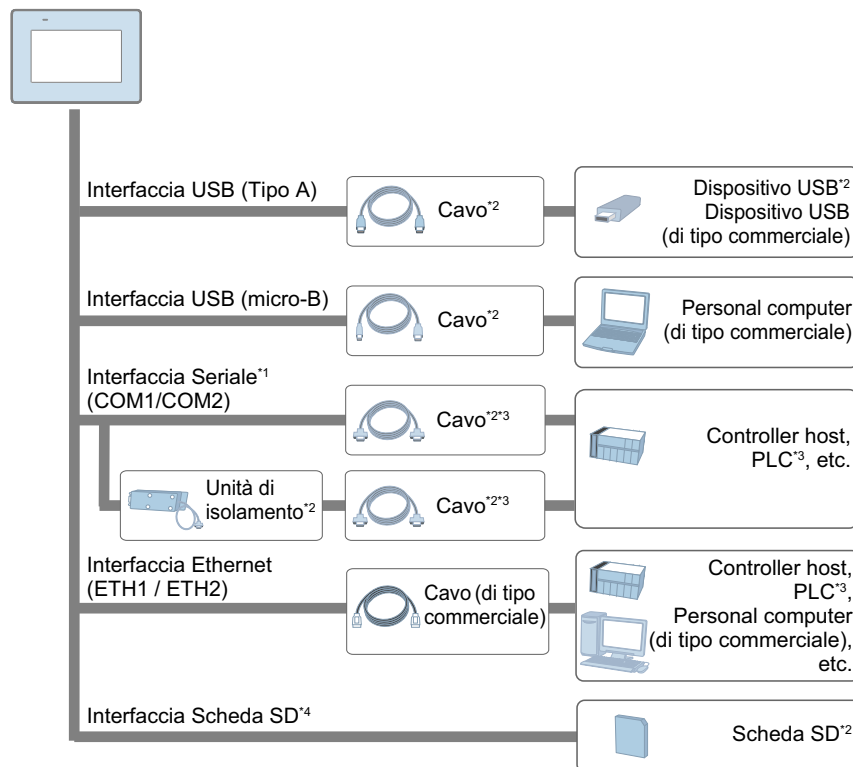 Interfaccia USB (Tipo A)
Cavo*2
Dispositivo USB*2
Dispositivo USB
(di tipo commerciale)
Interfaccia USB (micro-B)
Cavo*2
Personal computer
(di tipo commerciale)
Interfaccia Seriale*1
(COM1/COM2)
Cavo*2*3
Controller host,
PLC*3, etc.
Unità di
isolamento*2
Cavo*2*3
Interfaccia Ethernet
(ETH1 / ETH2)
Cavo (di tipo
commerciale)
Controller host,
PLC*3,
Personal computer
(di tipo commerciale),
etc.
Interfaccia Scheda SD*4
Scheda SD*2